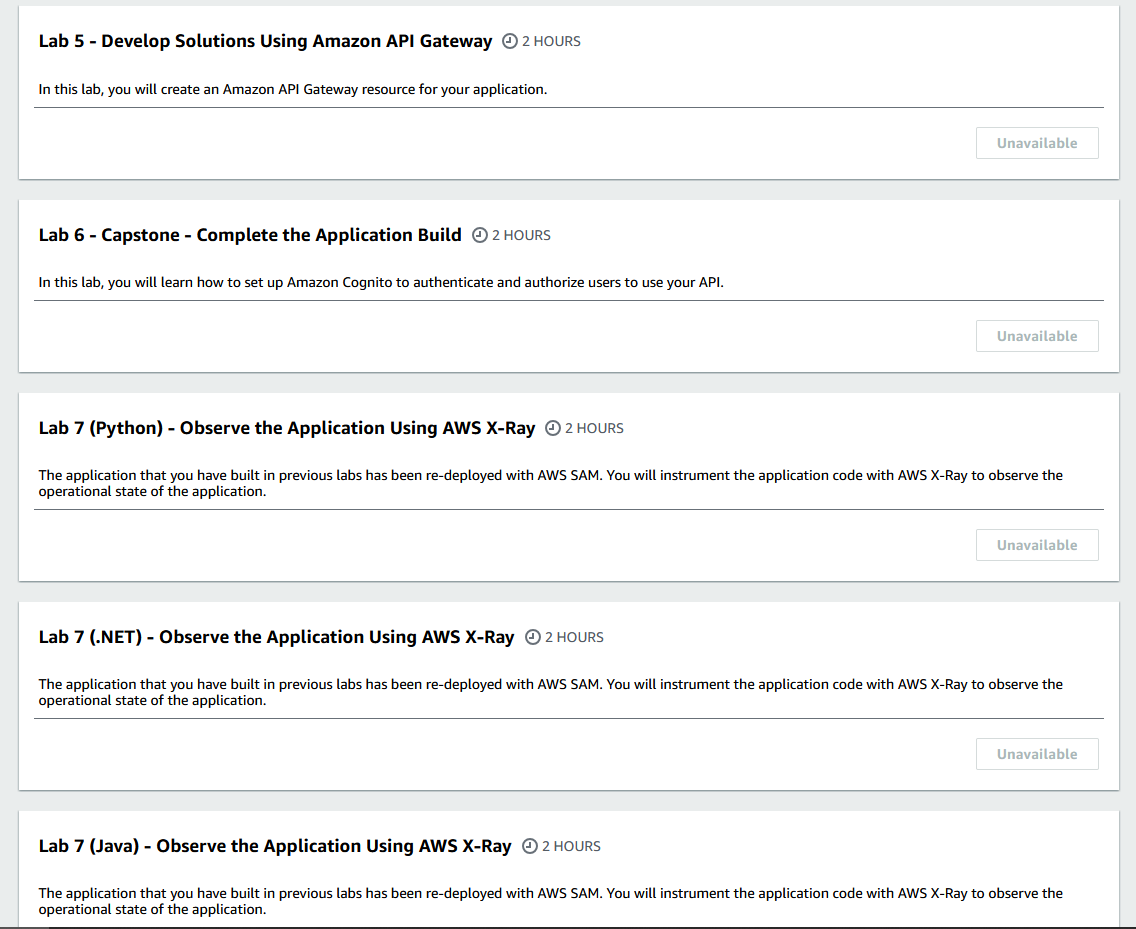 Lab 5 - Develop Solutions Using Amazon API Gateway 2 HOURS
In this lab, you will create an Amazon API Gateway resource for your application.
Unavailable
Lab 6 - Capstone - Complete the Application Build 2 HOURS
In this lab, you will learn how to set up Amazon Cognito to authenticate and authorize users to use your API.
Unavailable
Lab 7 (Python) - Observe the Application Using AWS X-Ray 2 HOURS
The application that you have built in previous labs has been re-deployed with AWS SAM. You will instrument the application code with AWS X-Ray to observe the
operational state of the application.
Unavailable
Lab 7 (.NET) - Observe the Application Using AWS X-Ray 2 HOURS
The application that you have built in previous labs has been re-deployed with AWS SAM. You will instrument the application code with AWS X-Ray to observe the
operational state of the application.
Unavailable
Lab 7 (Java) - Observe the Application Using AWS X-Ray 2 HOURS
The application that you have built in previous labs has been re-deployed with AWS SAM. You will instrument the application code with AWS X-Ray to observe the
operational state of the application.